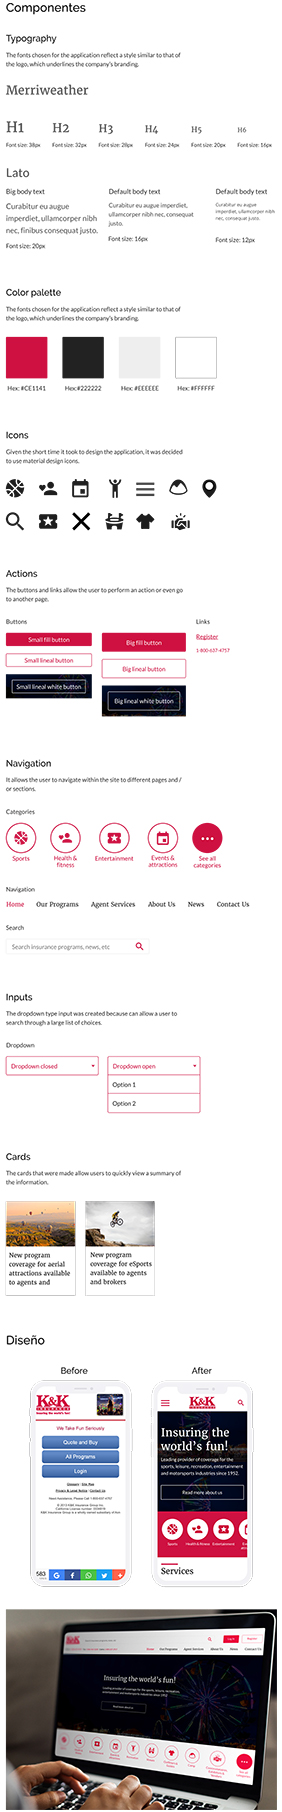 Componentes
Typography
The fonts chosen for the application reflect a style similar to that of
the logo, which underlines the company's branding.
Merriweather
H1 H2 H3 H4 H5 H6
Font size: 38px Font size: 32px Font size: 28px Font size: 24px Font size: 20px Font size: 16px
Lato
Big body text Default body text Default body text
Curabitur eu augue
imperdiet, ullamcorper nibh
nec, finibus consequat justo.
Font size: 20px
Curabitur eu augue imperdiet,
ullamcorper nibh nec, consequat
justo.
Font size: 16px
Curabitur eu augue imperdiet,
ullamcorper nibh nec, consequat justo.
Font size: 12px
Color palette
The fonts chosen for the application reflect a style similar to that of
the logo, which underlines the company's branding.
Hex: #CE1141 Hex:#222222 Hex: #EEEEEE Hex: #FFFFFF
Icons
Given the short time it took to design the application, it was decided
to use material design icons.
Actions
The buttons and links allow the user to perform an action or even go
to another page.
Buttons Links
Small fill button Big fill button Register
Small lineal button Big lineal button 1-800-637-4757
Small lineal white button Big lineal white button
Navigation
It allows the user to navigate within the site to different pages and /
or sections.
Categories
Sports Health &
fitness Entertainment Events &
attractions See all
categories
Navigation
Home Our Programs Agent Services About Us News Contact Us
Search
Search insurance programs, news, etc
Inputs
The dropdown type input was created because can allow a user to
search through a large list of choices.
Dropdown
Dropdown closed Dropdown open
Option 1
Option 2
Cards
The cards that were made allow users to quickly view a summary of
the information.
New program
coverage for aerial
attractions available
to agents and
New program
coverage for eSports
available to agents
and brokers
Diseño
Before After
K&K
INSURANCE
Insuring the world's fun!
We Take Fun Seriously
Quote and Buy
All Programs
Login
583
K&K
Insuring the
world's fun!
Leading provider of coverage for the
sports, leisure, recreation, entertainment
and motorsports industries since 1952.
Read more about us
Sports Health & fitness Entertainment
Services
K&K
Insuring the world's fun!